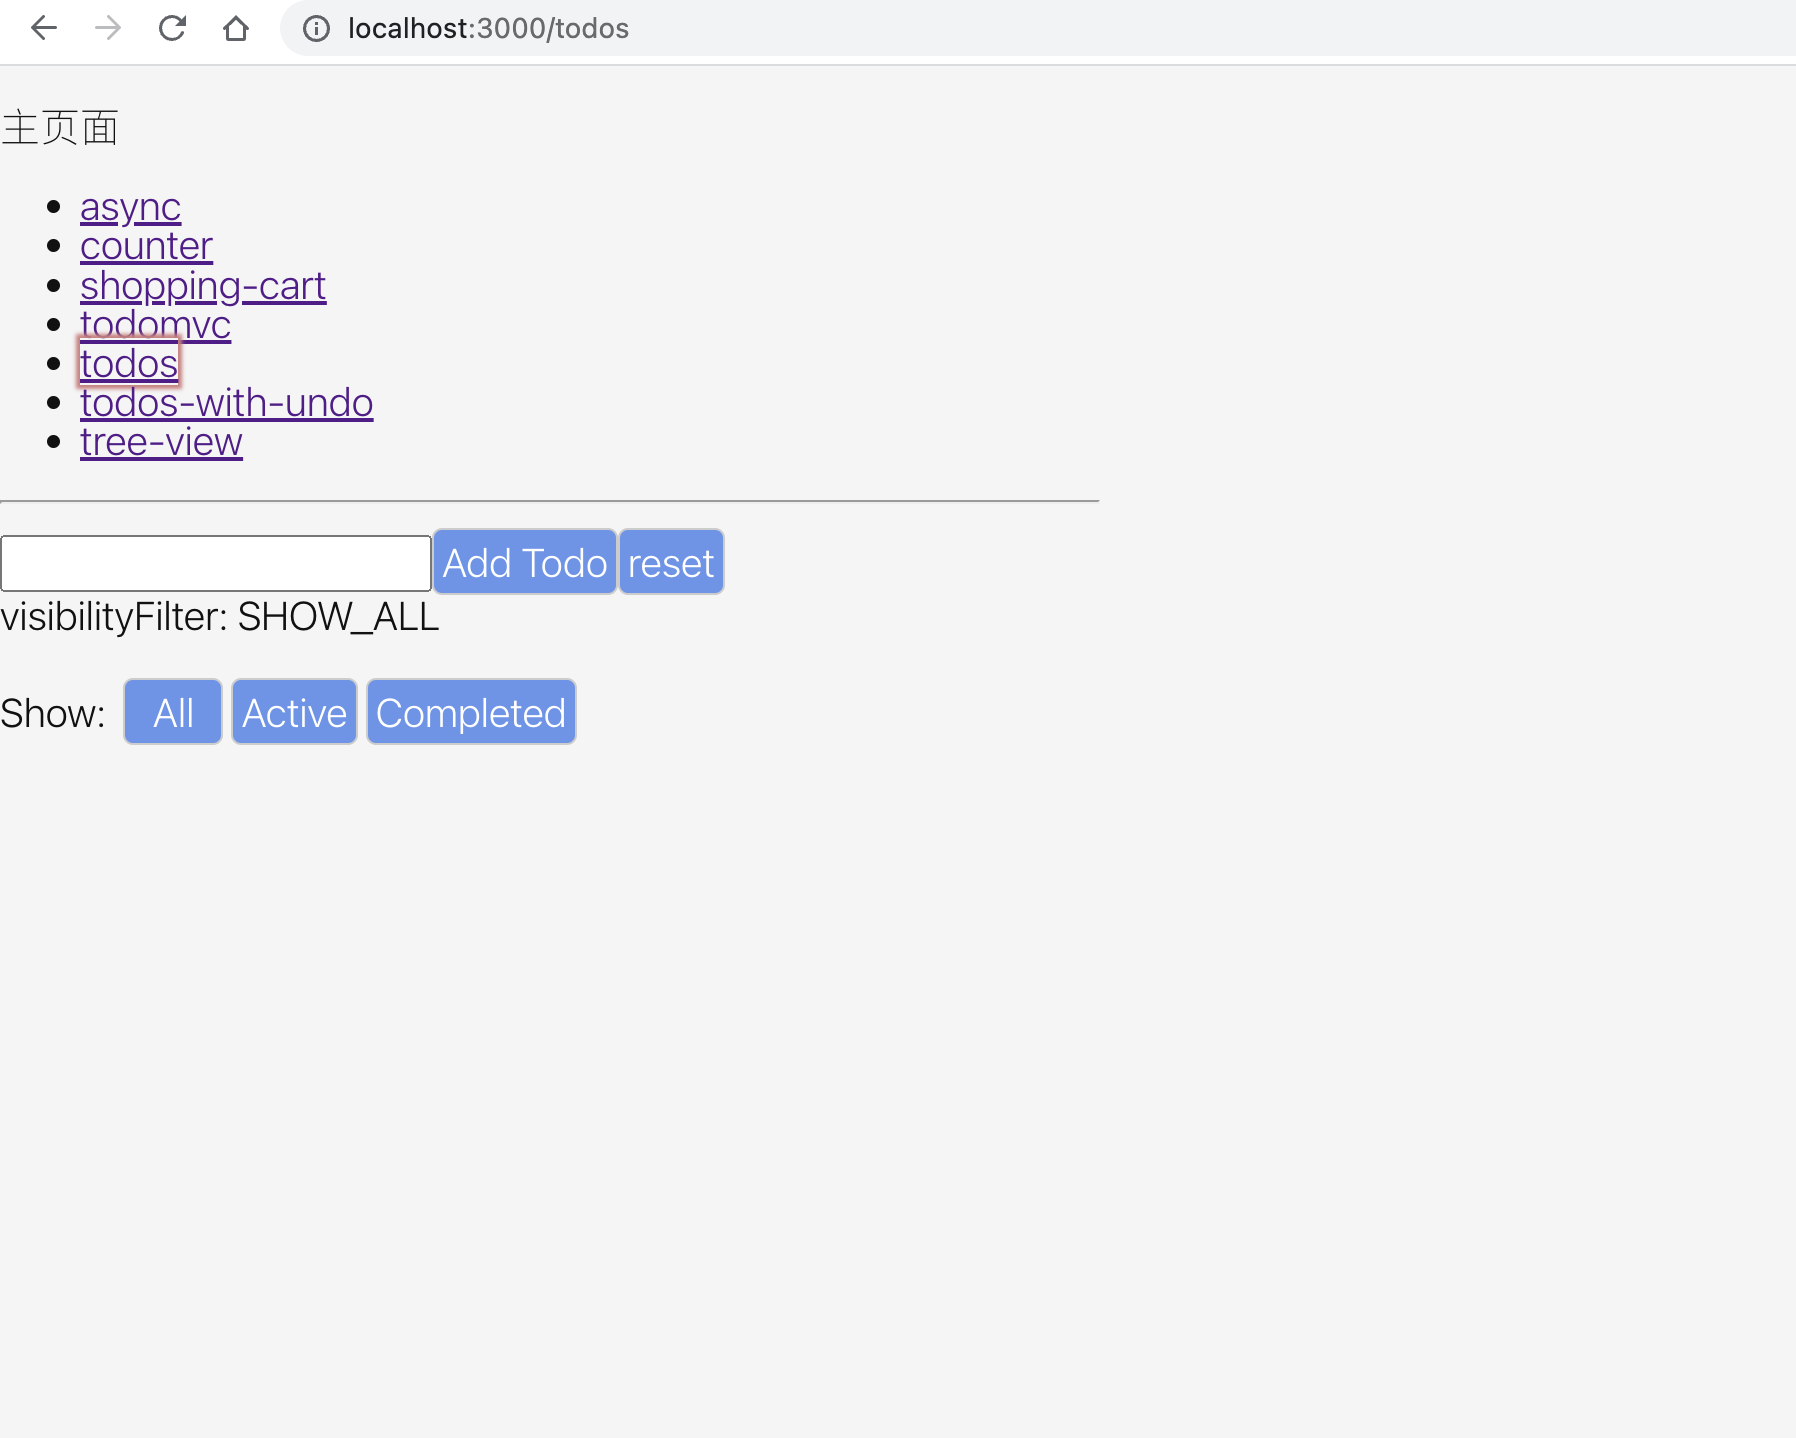 localhost:3000/todos
主页面
async
counter
shopping-cart
todomvc
todos
todos-with-undo
tree-view
Add Todo reset
visibilityFilter: SHOW_ALL
Show: All Active Completed